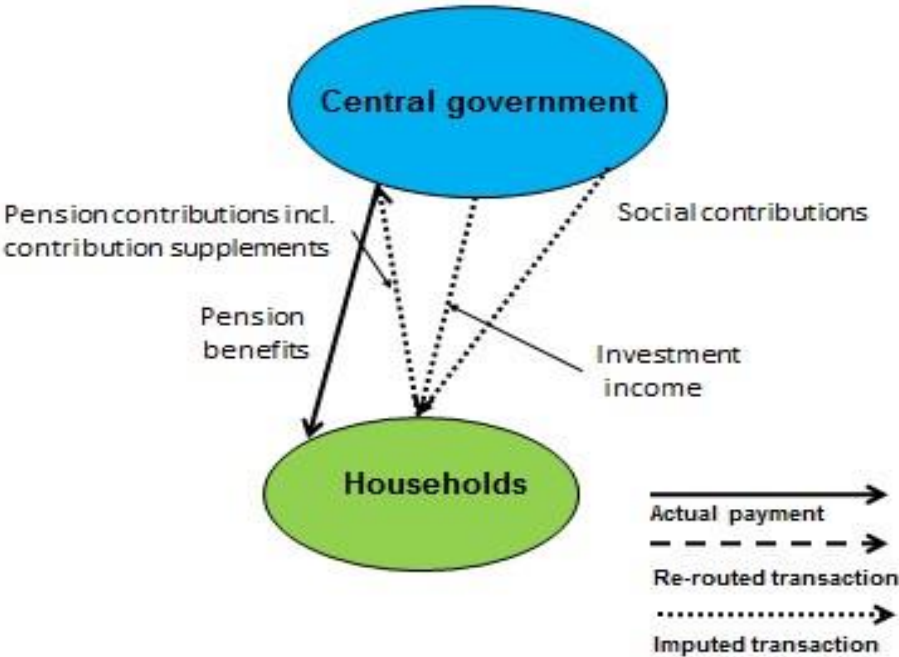 Central government
Pension contributions incl.
contribution supplements
Social contributions
Pension
benefits
Investment
income
Households
Actual payment
Re-routed transaction
Imputed transaction